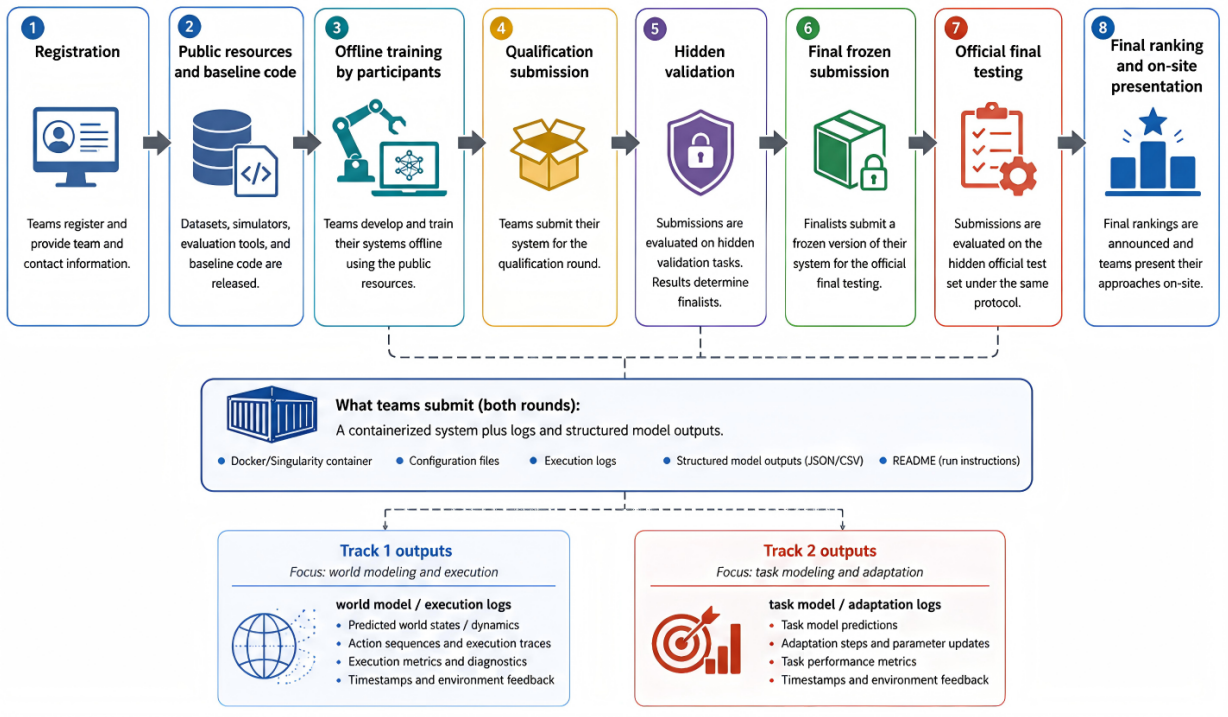 1
Registration
Teams register and
provide team and
contact information.
2
Public resources
and baseline code
</>
Datasets, simulators,
evaluation tools, and
baseline code are
released.
3
Offline training
by participants
Teams develop and train
their systems offline
using the public
resources.
4
Qualification
submission
Teams submit their
system for the
qualification round.
5
Hidden
validation
Submissions are
evaluated on hidden
validation tasks.
Results determine
finalists.
6
Final frozen
submission
Finalists submit a
frozen version of their
system for the official
final testing.
7
Official final
testing
Submissions are
evaluated on the
hidden official test
set under the same
protocol.
8
Final ranking
and on-site
presentation
Final rankings are
announced and
teams present their
approaches on-site.
What teams submit (both rounds):
A containerized system plus logs and structured model outputs.
• Docker/Singularity container • Configuration files • Execution logs • Structured model outputs (JSON/CSV) • README (run instructions)
Track 1 outputs
Focus: world modeling and execution
world model / execution logs
• Predicted world states / dynamics
• Action sequences and execution traces
• Execution metrics and diagnostics
• Timestamps and environment feedback
Track 2 outputs
Focus: task modeling and adaptation
task model / adaptation logs
• Task model predictions
• Adaptation steps and parameter updates
• Task performance metrics
• Timestamps and environment feedback